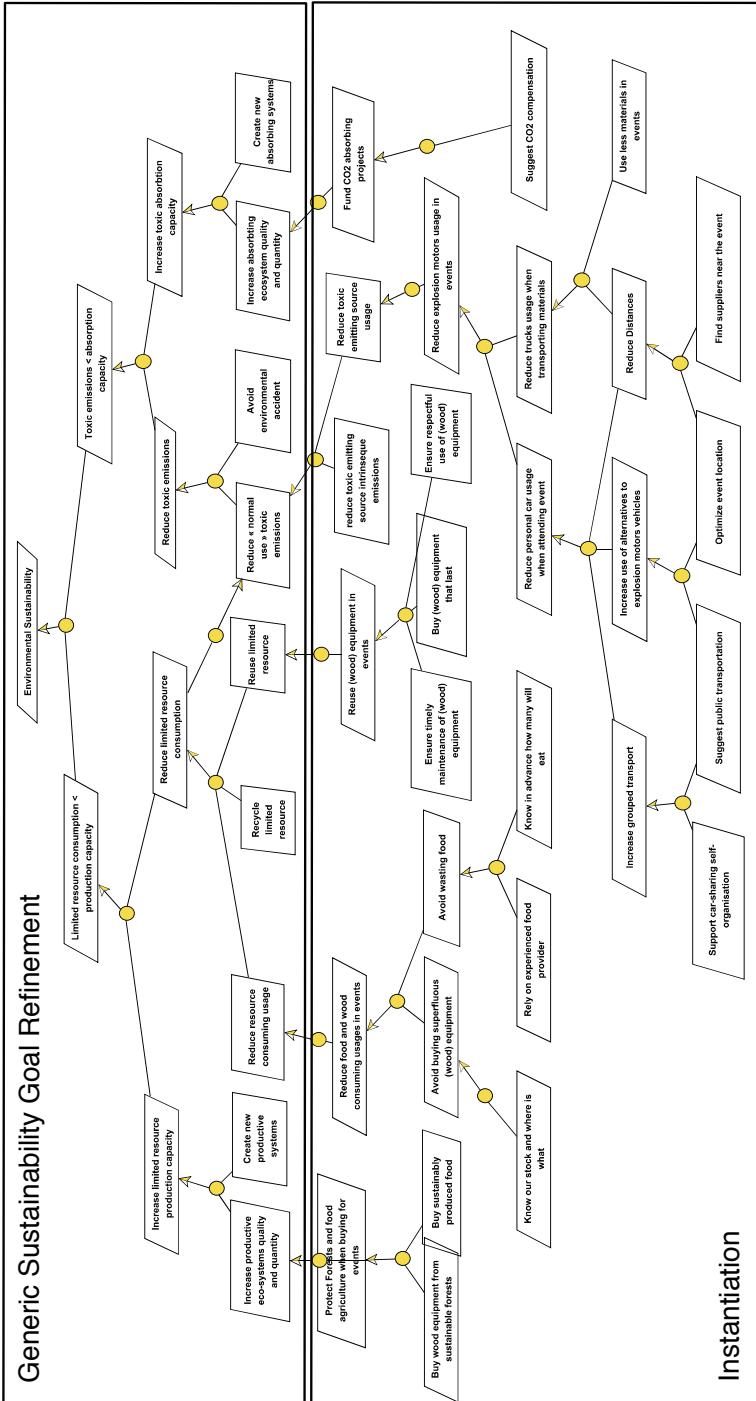 Generic Sustainability Goal Refinement
Environmental Sustainability
Limited resource consumption <
production capacity
Toxic emissions < absorption
capacity
Increase limited resource
production capacity
Reduce limited resource
consumption
Reduce toxic emissions
Increase toxic absorbtion
capacity
Increase productive
eco-systems quality
and quantity
Create new
productive
systems
Reduce resource
consuming usage
Recycle
limited
resource
Reuse limited
resource
Reduce « normal
use » toxic
emissions
Avoid
environmental
accident
Increase absorbting
ecosystem quality
and quantity
Create new
absorbing systems
Protect Forests and food
agriculture when buying for
events
Reduce food and wood
consuming usages in events
Reuse (wood) equipment in
events
reduce toxic emitting
source intrinseque
emissions
Reduce toxic
emitting source
usage
Fund CO2 absorbing
projects
Buy wood equipment from
sustainable forests
Buy sustainably
produced food
Avoid buying superfluous
(wood) equipment
Avoid wasting food
Ensure timely
maintenance of (wood)
equipment
Buy (wood) equipment
that last
Ensure respectful
use of (wood)
equipment
Reduce explosion motors usage in
events
Know our stock and where is
what
Rely on experienced food
provider
Know in advance how many will
eat
Reduce personal car usage
when attending event
Reduce trucks usage when
transporting materials
Suggest CO2 compensation
Increase grouped transport
Increase use of alternatives to
explosion motors vehicles
Reduce Distances
Use less materials in
events
Support car-sharing self-
organisation
Suggest public transportation
Optimize event location
Find suppliers near the event
Instantiation